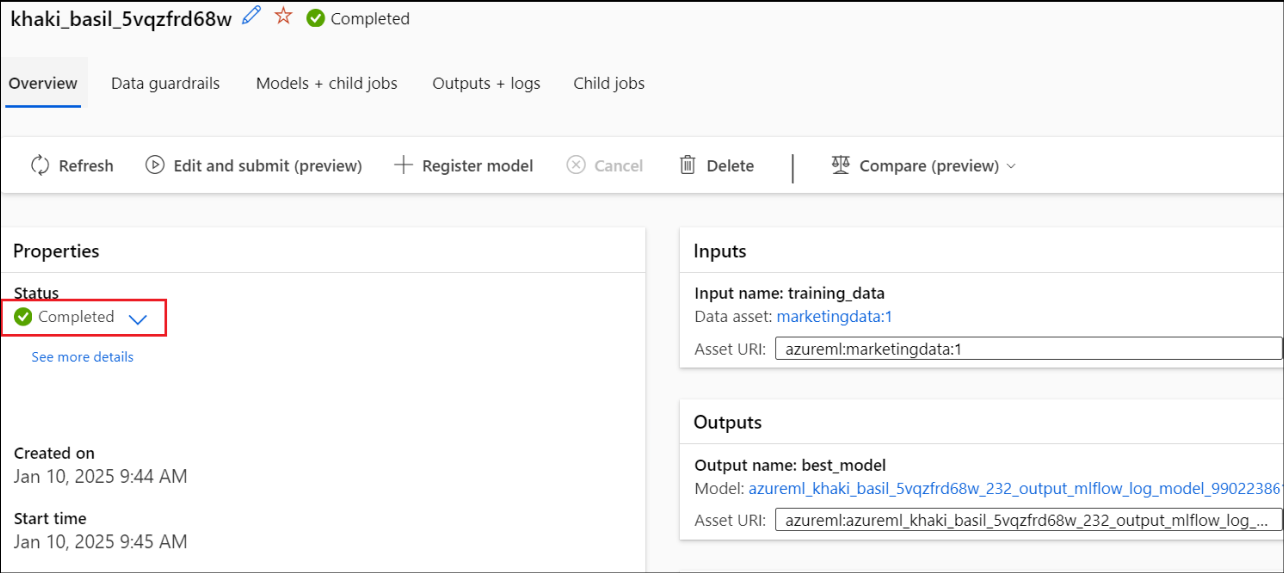 khaki_basil_5vqzfrd68w Completed
Overview Data guardrails Models + child jobs Outputs + logs Child jobs
Refresh Edit and submit (preview) Register model Cancel Delete Compare (preview)
Properties
Status
Completed
See more details
Created on
Jan 10, 2025 9:44 AM
Start time
Jan 10, 2025 9:45 AM
Inputs
Input name: training_data
Data asset: marketingdata:1
Asset URI: azureml:marketingdata:1
Outputs
Output name: best_model
Model: azureml_khaki_basil_5vqzfrd68w_232_output_mlflow_log_model_99022386
Asset URI: azureml:azureml_khaki_basil_5vqzfrd68w_232_output_mlflow_log_...